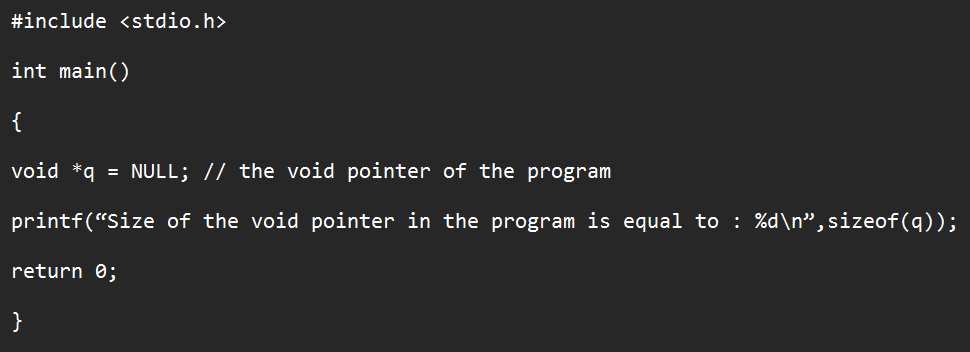 #include <stdio.h>
int main()
{
void *q = NULL; // the void pointer of the program
printf(“Size of the void pointer in the program is equal to : %d\n”,sizeof(q));
return 0;
}